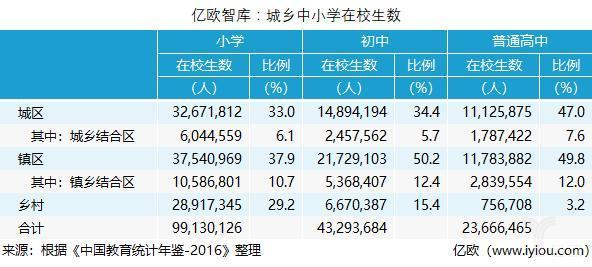 亿欧智库：城乡中小学在校生数
小学 初中 普通高中
在校生数 比例 在校生数 比例 在校生数 比例
（人） （%） （人） （%） （人） （%）
城区 32,671,812 33.0 14,894,194 34.4 11,125,875 47.0
其中：城乡结合区 6,044,559 6.1 2,457,562 5.7 1,787,422 7.6
镇区 37,540,969 37.9 21,729,103 50.2 11,783,882 49.8
其中：镇乡结合区 10,586,801 10.7 5,368,407 12.4 2,839,554 12.0
乡村 28,917,345 29.2 6,670,387 15.4 756,708 3.2
合计 99,130,126 43,293,684 23,666,465
来源：根据《中国教育统计年鉴-2016》整理 亿欧（www.iyiou.com）